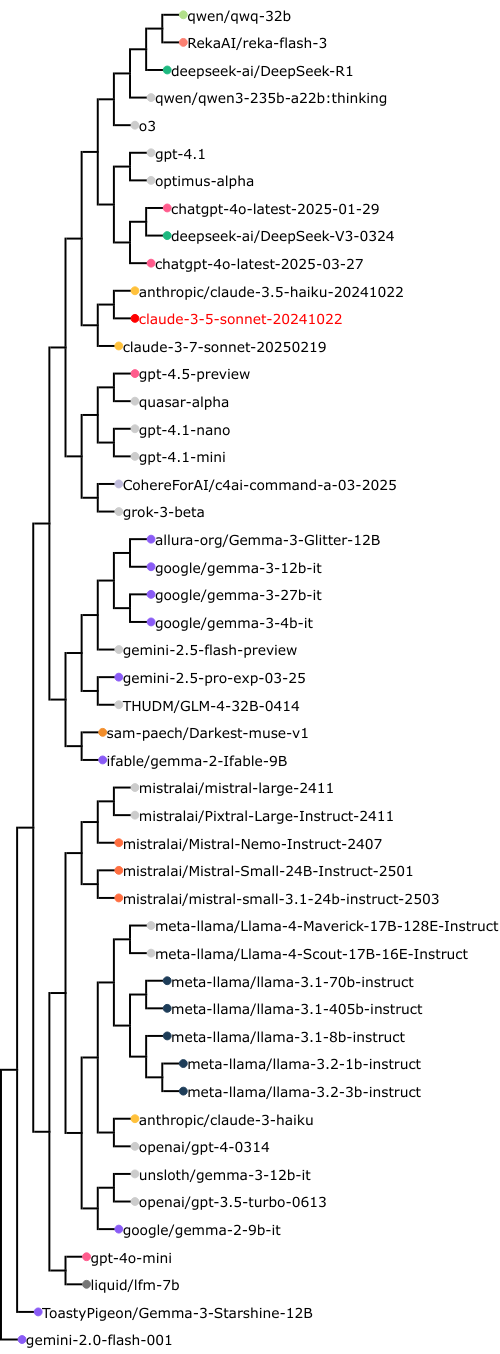 qwen/qwq-32b
RekaAI/reka-flash-3
deepseek-ai/DeepSeek-R1
qwen/qwen3-235b-a22b:thinking
o3
gpt-4.1
optimus-alpha
chatgpt-4o-latest-2025-01-29
deepseek-ai/DeepSeek-V3-0324
chatgpt-4o-latest-2025-03-27
anthropic/claude-3.5-haiku-20241022
claude-3-5-sonnet-20241022
claude-3-7-sonnet-20250219
gpt-4.5-preview
quasar-alpha
gpt-4.1-nano
gpt-4.1-mini
CohereForAI/c4ai-command-a-03-2025
grok-3-beta
allura-org/Gemma-3-Glitter-12B
google/gemma-3-12b-it
google/gemma-3-27b-it
google/gemma-3-4b-it
gemini-2.5-flash-preview
gemini-2.5-pro-exp-03-25
THUDM/GLM-4-32B-0414
sam-paech/Darkest-muse-v1
ifable/gemma-2-Ifable-9B
mistralai/mistral-large-2411
mistralai/Pixtral-Large-Instruct-2411
mistralai/Mistral-Nemo-Instruct-2407
mistralai/Mistral-Small-24B-Instruct-2501
mistralai/mistral-small-3.1-24b-instruct-2503
meta-llama/Llama-4-Maverick-17B-128E-Instruct
meta-llama/Llama-4-Scout-17B-16E-Instruct
meta-llama/llama-3.1-70b-instruct
meta-llama/llama-3.1-405b-instruct
meta-llama/llama-3.1-8b-instruct
meta-llama/llama-3.2-1b-instruct
meta-llama/llama-3.2-3b-instruct
anthropic/claude-3-haiku
openai/gpt-4-0314
unsloth/gemma-3-12b-it
openai/gpt-3.5-turbo-0613
google/gemma-2-9b-it
gpt-4o-mini
liquid/lfm-7b
ToastyPigeon/Gemma-3-Starshine-12B
gemini-2.0-flash-001